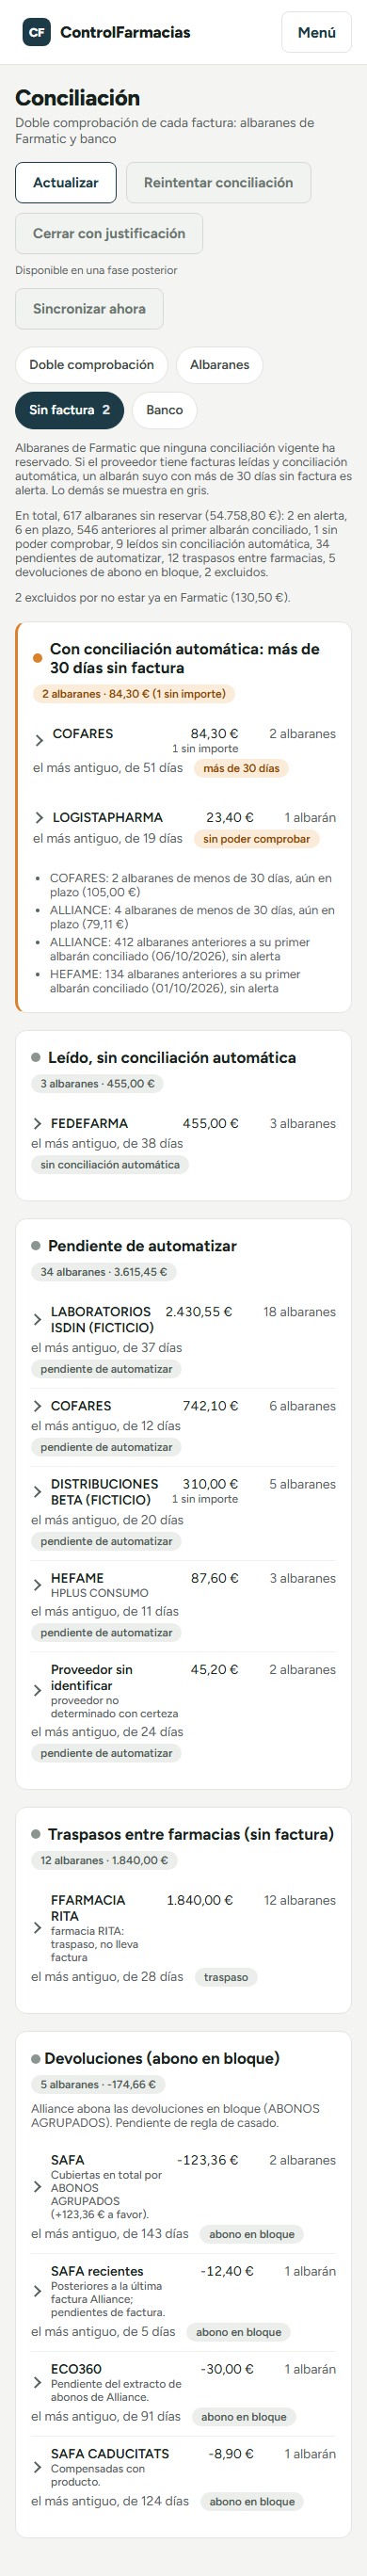 CF ControlFarmacias Menú
Conciliación
Doble comprobación de cada factura: albaranes de
Farmatic y banco
Actualizar Reintentar conciliación
Cerrar con justificación
Disponible en una fase posterior
Sincronizar ahora
Doble comprobación Albaranes
Sin factura 2 Banco
Albaranes de Farmatic que ninguna conciliación vigente ha
reservado. Si el proveedor tiene facturas leídas y conciliación
automática, un albarán suyo con más de 30 días sin factura es
alerta. Lo demás se muestra en gris.
En total, 617 albaranes sin reservar (54.758,80 €): 2 en alerta,
6 en plazo, 546 anteriores al primer albarán conciliado, 1 sin
poder comprobar, 9 leídos sin conciliación automática, 34
pendientes de automatizar, 12 traspasos entre farmacias, 5
devoluciones de abono en bloque, 2 excluidos.
2 excluidos por no estar ya en Farmatic (130,50 €).
Con conciliación automática: más de
30 días sin factura
2 albaranes · 84,30 € (1 sin importe)
COFARES 84,30 € 2 albaranes
1 sin importe
el más antiguo, de 51 días más de 30 días
LOGISTAPHARMA 23,40 € 1 albarán
el más antiguo, de 19 días sin poder comprobar
• COFARES: 2 albaranes de menos de 30 días, aún en
plazo (105,00 €)
• ALLIANCE: 4 albaranes de menos de 30 días, aún en
plazo (79,11 €)
• ALLIANCE: 412 albaranes anteriores a su primer
albarán conciliado (06/10/2026), sin alerta
• HEFAME: 134 albaranes anteriores a su primer
albarán conciliado (01/10/2026), sin alerta
Leído, sin conciliación automática
3 albaranes · 455,00 €
FEDEFARMA 455,00 € 3 albaranes
el más antiguo, de 38 días
sin conciliación automática
Pendiente de automatizar
34 albaranes · 3.615,45 €
LABORATORIOS 2.430,55 € 18 albaranes
ISDIN (FICTICIO)
el más antiguo, de 37 días
pendiente de automatizar
COFARES 742,10 € 6 albaranes
el más antiguo, de 12 días
pendiente de automatizar
DISTRIBUCIONES 310,00 € 5 albaranes
BETA (FICTICIO) 1 sin importe
el más antiguo, de 20 días
pendiente de automatizar
HEFAME 87,60 € 3 albaranes
HPLUS CONSUMO
el más antiguo, de 11 días
pendiente de automatizar
Proveedor sin 45,20 € 2 albaranes
identificar
proveedor no
determinado con certeza
el más antiguo, de 24 días
pendiente de automatizar
Traspasos entre farmacias (sin factura)
12 albaranes · 1.840,00 €
FFARMACIA 1.840,00 € 12 albaranes
RITA
farmacia RITA:
traspaso, no lleva
factura
el más antiguo, de 28 días traspaso
Devoluciones (abono en bloque)
5 albaranes · -174,66 €
Alliance abona las devoluciones en bloque (ABONOS
AGRUPADOS). Pendiente de regla de casado.
SAFA -123,36 € 2 albaranes
Cubiertas en total por
ABONOS
AGRUPADOS
(+123,36 € a favor).
el más antiguo, de 143 días abono en bloque
SAFA recientes -12,40 € 1 albarán
Posteriores a la última
factura Alliance;
pendientes de factura.
el más antiguo, de 5 días abono en bloque
ECO360 -30,00 € 1 albarán
Pendiente del extracto de
abonos de Alliance.
el más antiguo, de 91 días abono en bloque
SAFA CADUCITATS -8,90 € 1 albarán
Compensadas con
producto.
el más antiguo, de 124 días abono en bloque